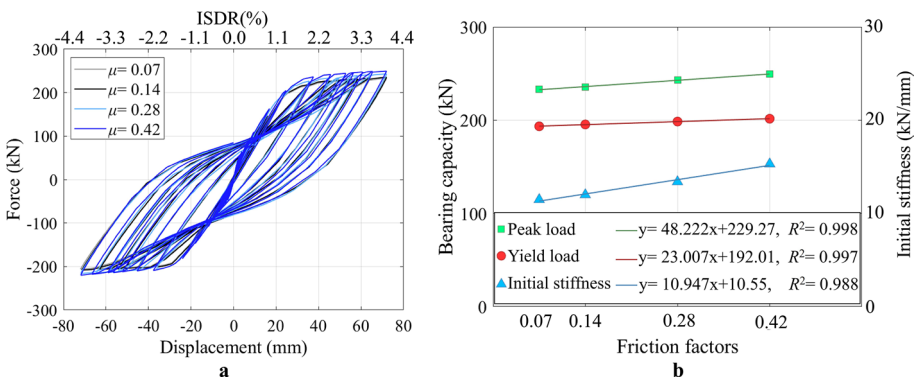 a
ISDR(%)
-4.4 -3.3 -2.2 -1.1 0.0 1.1 2.2 3.3 4.4
300
200
100
0
-100
-200
-300
Force (kN)
μ= 0.07
μ= 0.14
μ= 0.28
μ= 0.42
-80 -60 -40 -20 0 20 40 60 80
Displacement (mm)
a
b
300
200
100
0
Bearing capacity (kN)
30
20
10
0
Initial stiffness (kN/mm)
Peak load y= 48.222x+229.27, R²= 0.998
Yield load y= 23.007x+192.01, R²= 0.997
Initial stiffness y= 10.947x+10.55, R²= 0.988
0.07 0.14 0.28 0.42
Friction factors
b